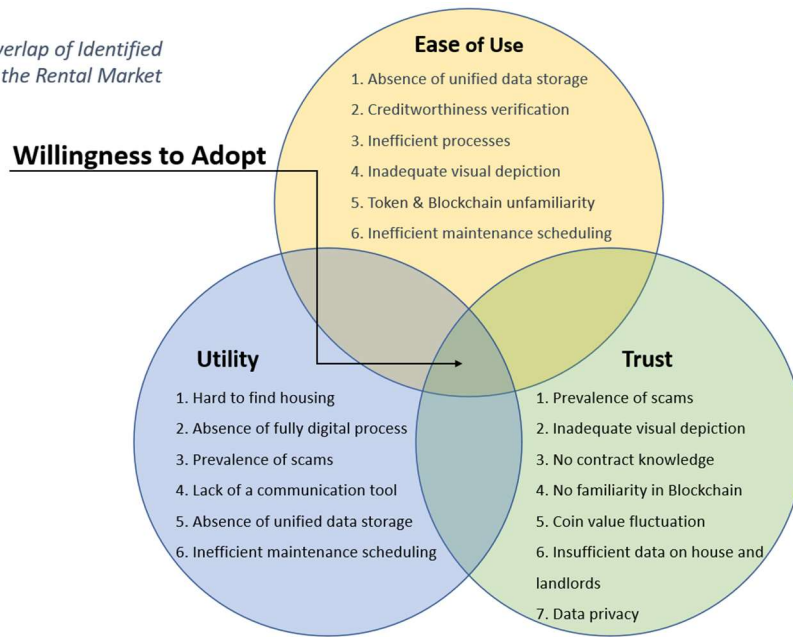 verlap of Identified
the Rental Market
Willingness to Adopt
Ease of Use
1. Absence of unified data storage
2. Creditworthiness verification
3. Inefficient processes
4. Inadequate visual depiction
5. Token & Blockchain unfamiliarity
6. Inefficient maintenance scheduling
Utility
1. Hard to find housing
2. Absence of fully digital process
3. Prevalence of scams
4. Lack of a communication tool
5. Absence of unified data storage
6. Inefficient maintenance scheduling
Trust
1. Prevalence of scams
2. Inadequate visual depiction
3. No contract knowledge
4. No familiarity in Blockchain
5. Coin value fluctuation
6. Insufficient data on house and
landlords
7. Data privacy